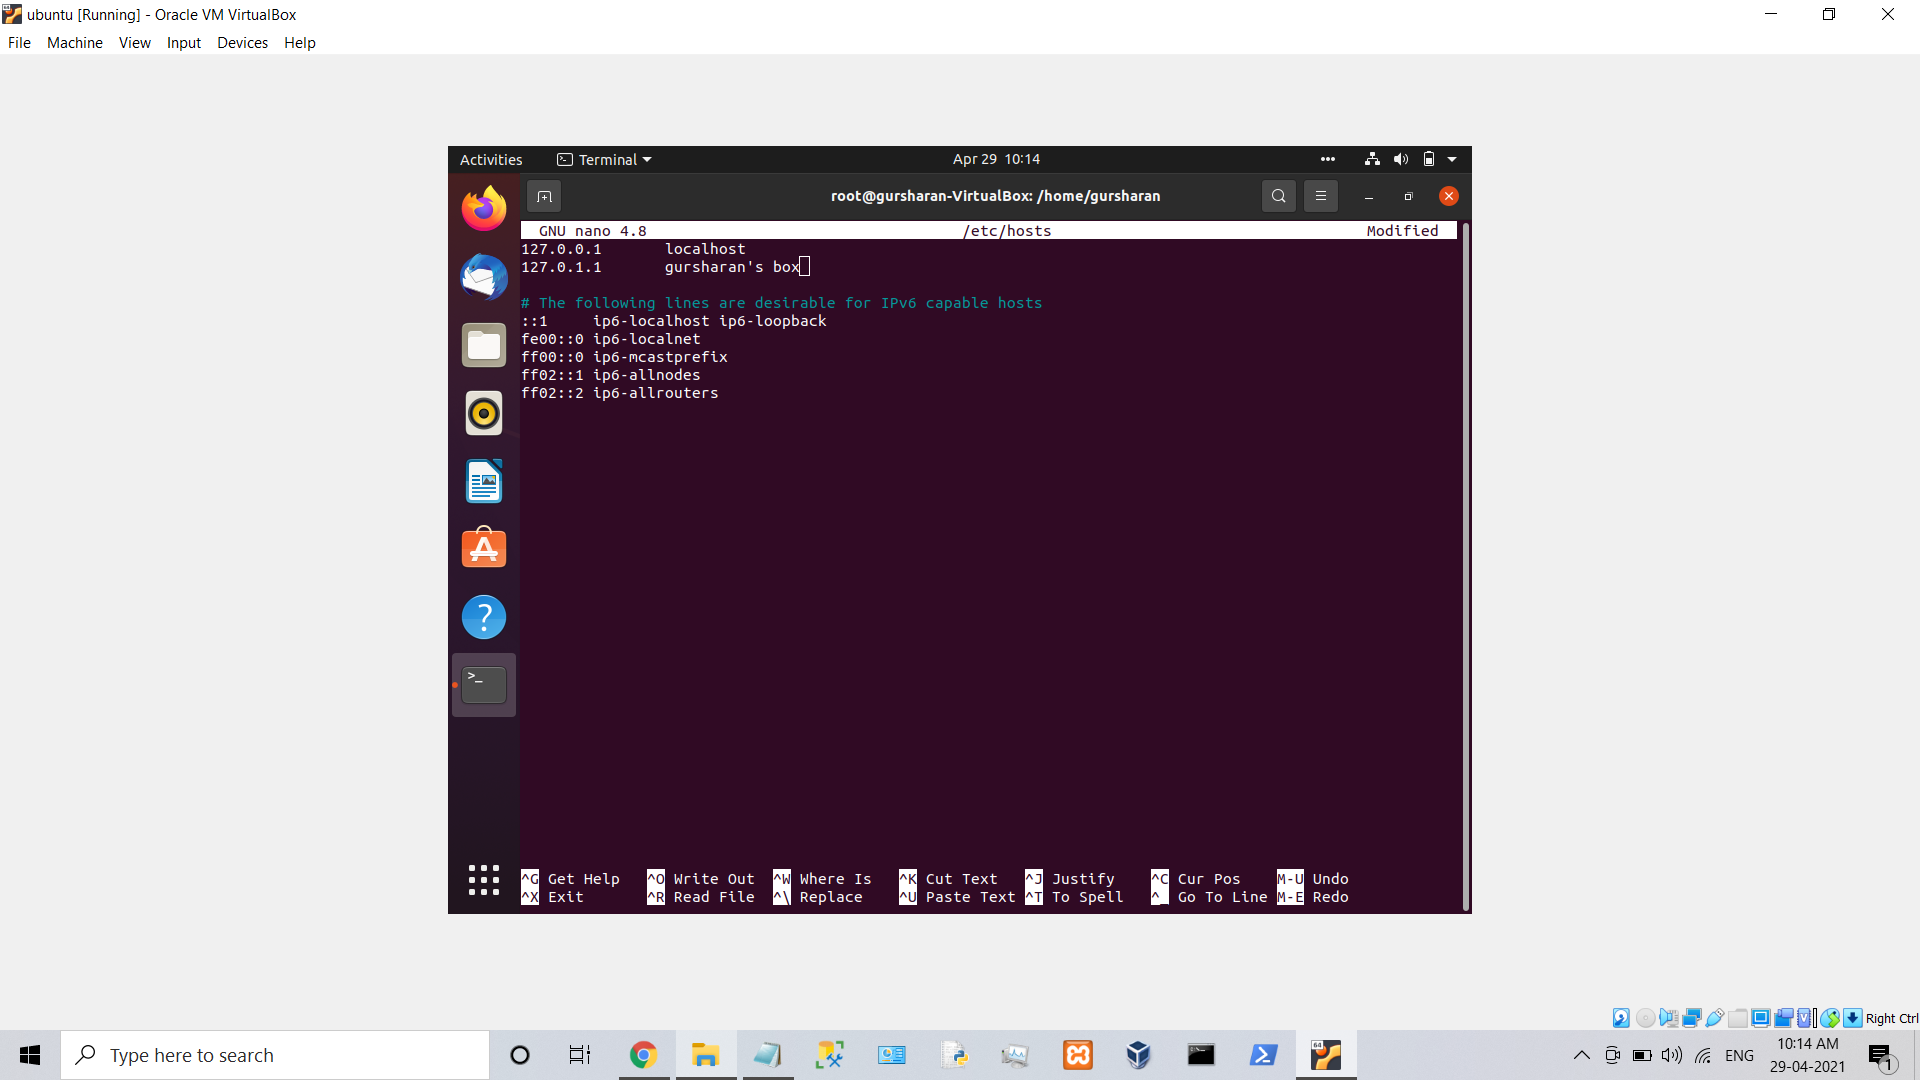 ubuntu [Running] - Oracle VM VirtualBox
File Machine View Input Devices Help
Activities Terminal Apr 29 10:14
root@gursharan-VirtualBox: /home/gursharan
GNU nano 4.8 /etc/hosts Modified
127.0.0.1 localhost
127.0.1.1 gursharan's box
# The following lines are desirable for IPv6 capable hosts
::1 ip6-localhost ip6-loopback
fe00::0 ip6-localnet
ff00::0 ip6-mcastprefix
ff02::1 ip6-allnodes
ff02::2 ip6-allrouters
^G Get Help ^O Write Out ^W Where Is ^K Cut Text ^J Justify ^C Cur Pos M-U Undo
^X Exit ^R Read File ^\ Replace ^U Paste Text ^T To Spell ^_ Go To Line M-E Redo
Right Ctrl
Type here to search
ENG
10:14 AM
29-04-2021
1